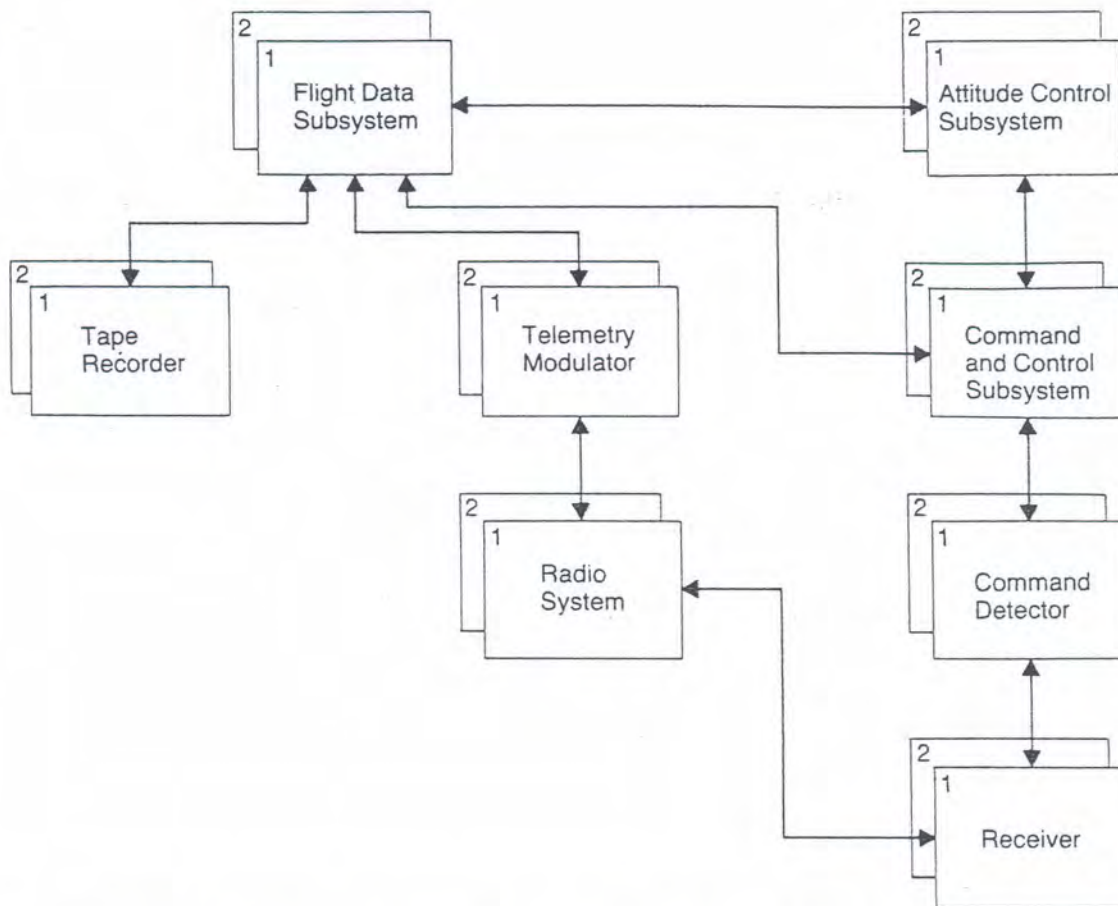 2
1
Flight Data
Subsystem
2
1
Attitude Control
Subsystem
2
1
Tape
Recorder
2
1
Telemetry
Modulator
2
1
Command
and Control
Subsystem
2
1
Radio
System
2
1
Command
Detector
2
1
Receiver